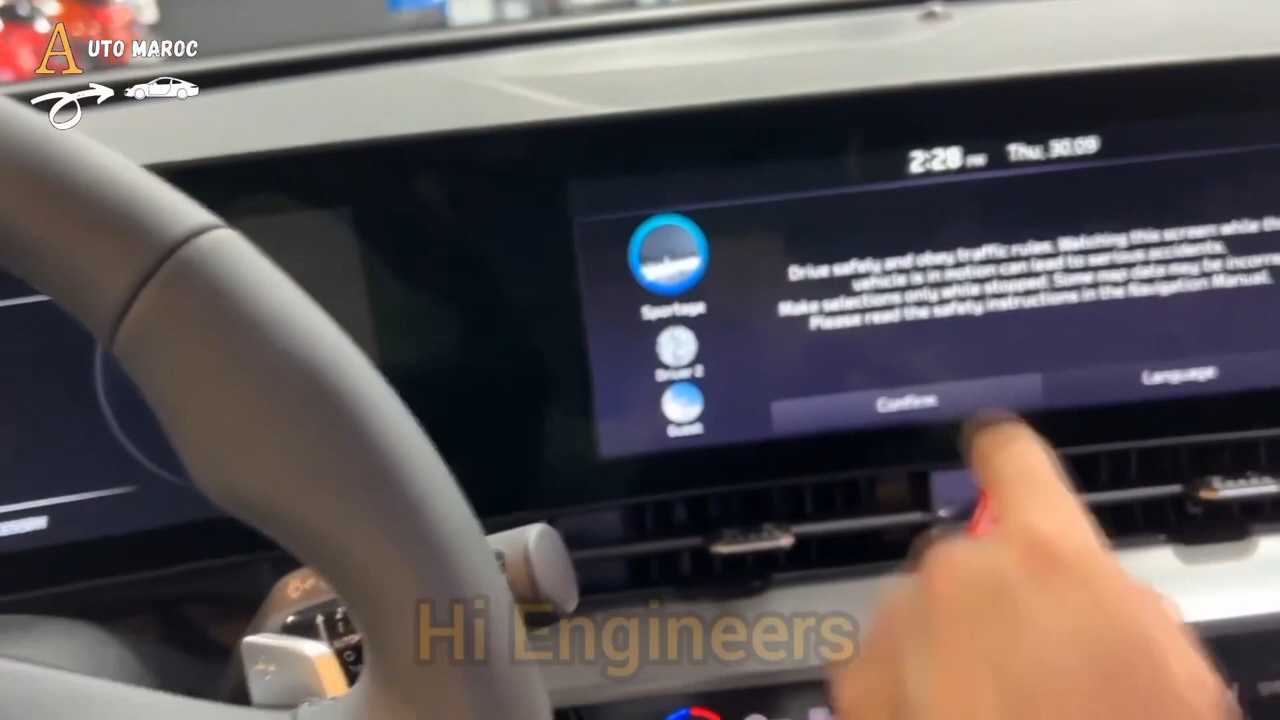 AUTO MAROC
2:28 PM Thu, 30.09
Drive safely and obey traffic rules. Watching this screen while the
vehicle is in motion can lead to serious accidents.
Make selections only while stopped. Some map data may be incorre
Please read the safety instructions in the Navigation Manual.
Sportage
Driver 2
Guest
Confirm
Language
Hi Engineers